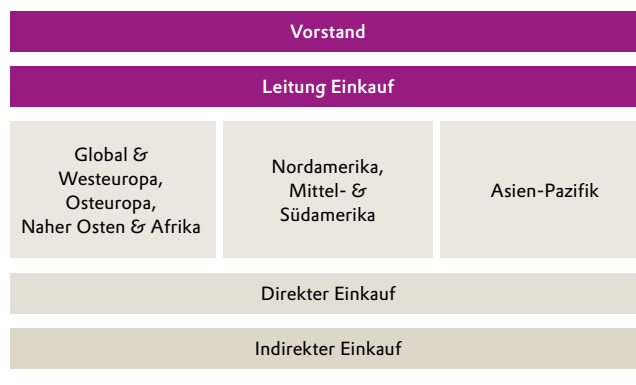 Vorstand
Leitung Einkauf
Global &
Westeuropa,
Osteuropa,
Naher Osten & Afrika
Nordamerika,
Mittel- &
Südamerika
Asien-Pazifik
Direkter Einkauf
Indirekter Einkauf